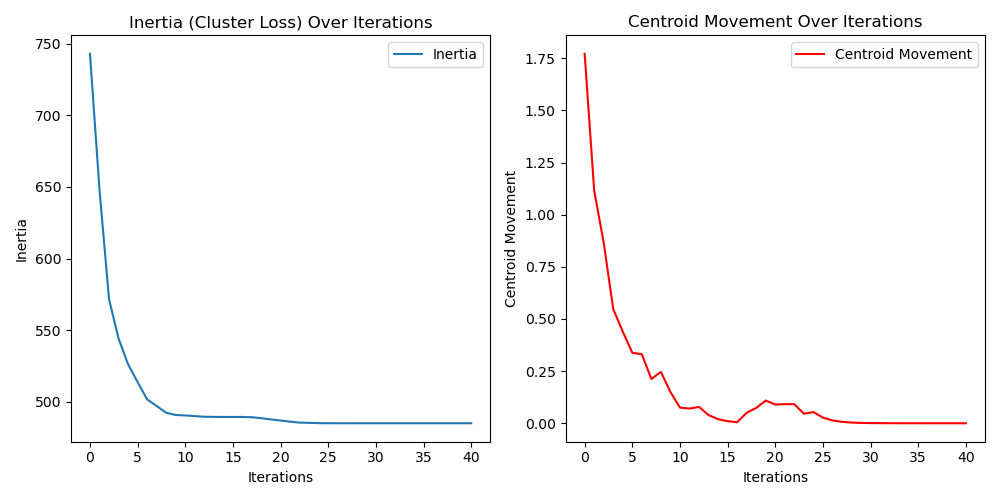 Inertia (Cluster Loss) Over Iterations
750
700
650
600
550
500
Inertia
Inertia
0 5 10 15 20 25 30 35 40
Iterations
Centroid Movement Over Iterations
1.75
1.50
1.25
1.00
0.75
0.50
0.25
0.00
Centroid Movement
Centroid Movement
0 5 10 15 20 25 30 35 40
Iterations